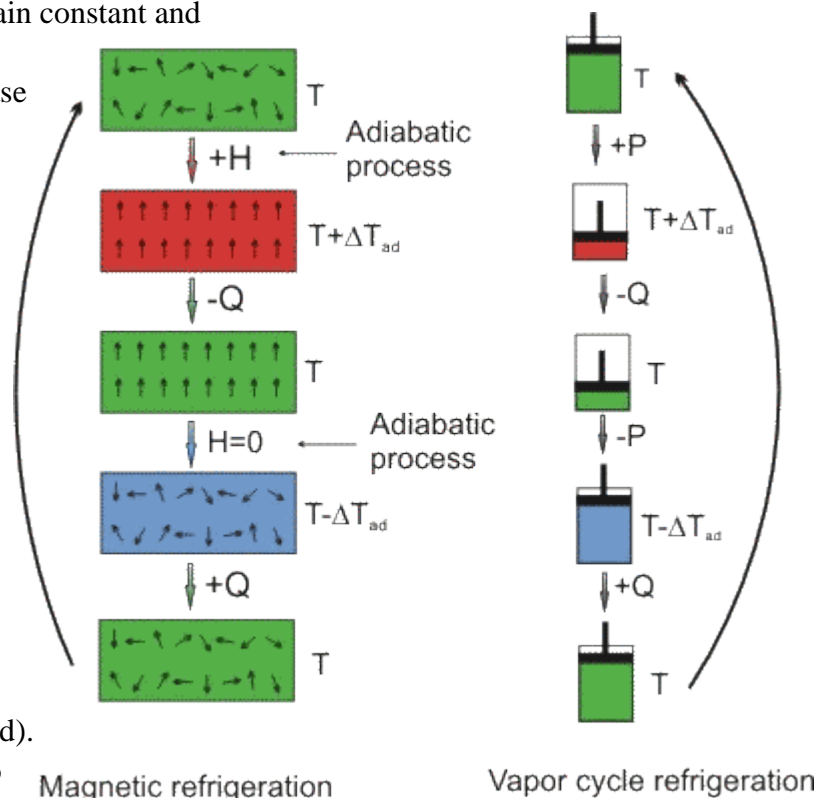 ain constant and
se
T
+H
Adiabatic
process
T+ΔTad
-Q
T
H=0
Adiabatic
process
T-ΔTad
+Q
T
d).
Magnetic refrigeration
T
+P
T+ΔTad
-Q
T
-P
T-ΔTad
+Q
T
Vapor cycle refrigeration